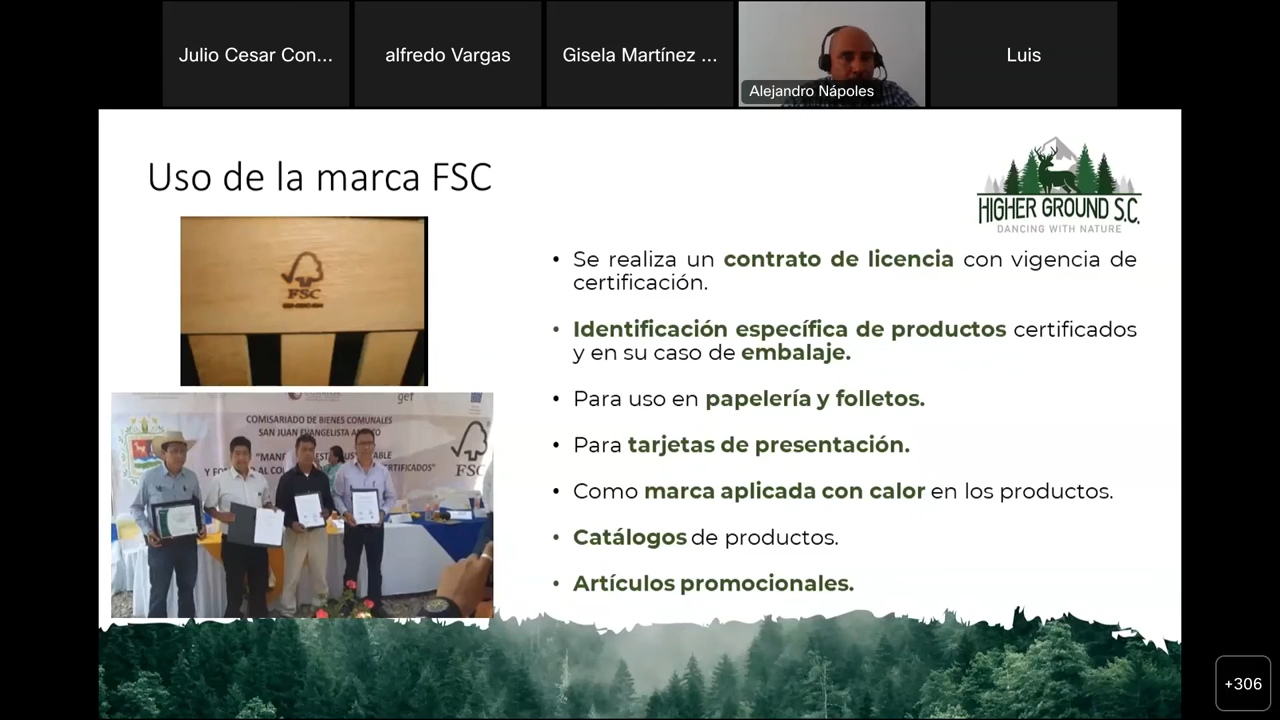 Julio Cesar Con...
alfredo Vargas
Gisela Martínez ...
Alejandro Nápoles
Luis
Uso de la marca FSC
HIGHER GROUND S.C.
DANCING WITH NATURE
FSC
COMISARIADO DE BIENES COMUNALES
SAN JUAN EVANGELISTA
FSC
• Se realiza un contrato de licencia con vigencia de
certificación.
• Identificación específica de productos certificados
y en su caso de embalaje.
• Para uso en papelería y folletos.
• Para tarjetas de presentación.
• Como marca aplicada con calor en los productos.
• Catálogos de productos.
• Artículos promocionales.
+306